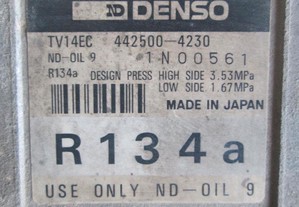 ND DENSO
TV14EC 442500-4230
ND-OIL 9 1N00561
R134a DESIGN PRESS HIGH SIDE 3.53MPa
LOW SIDE 1.67MPa
MADE IN JAPAN
R134a
USE ONLY ND-OIL 9